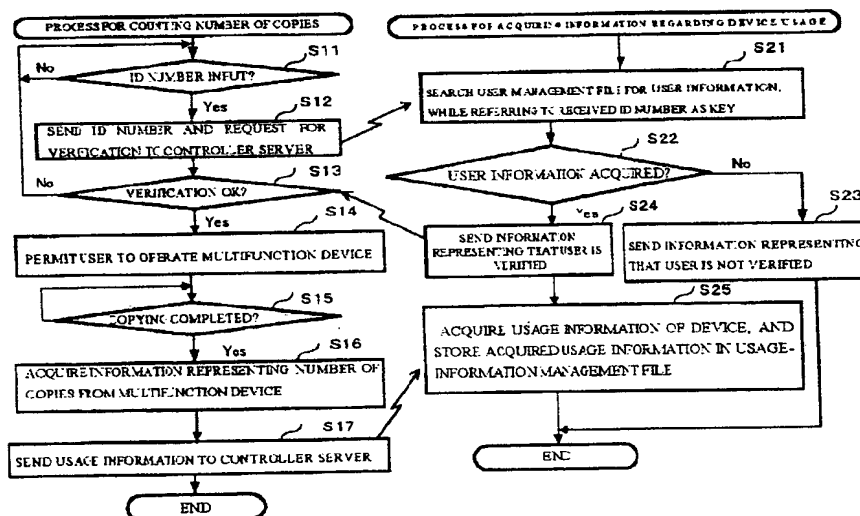 PROCESS FOR COUNTING NUMBER OF COPIES
S11
No
ID NUMBER INPUT?
Yes
S12
SEND ID NUMBER AND REQUEST FOR
VERIFICATION TO CONTROLLER SERVER
S13
No
VERIFICATION OK?
Yes
S14
PERMIT USER TO OPERATE MULTIFUNCTION DEVICE
S15
COPYING COMPLETED?
Yes
S16
ACQUIRE INFORMATION REPRESENTING NUMBER OF
COPIES FROM MULTIFUNCTION DEVICE
S17
SEND USAGE INFORMATION TO CONTROLLER SERVER
END
PROCESS FOR ACQUIRING INFORMATION REGARDING DEVICE USAGE
S21
SEARCH USER MANAGEMENT FILE FOR USER INFORMATION,
WHILE REFERRING TO RECEIVED ID NUMBER AS KEY
S22
USER INFORMATION ACQUIRED?
No
Yes
S24
SEND INFORMATION
REPRESENTING THAT USER IS
VERIFIED
S23
SEND INFORMATION REPRESENTING
THAT USER IS NOT VERIFIED
S25
ACQUIRE USAGE INFORMATION OF DEVICE, AND
STORE ACQUIRED USAGE INFORMATION IN USAGE-
INFORMATION MANAGEMENT FILE
END